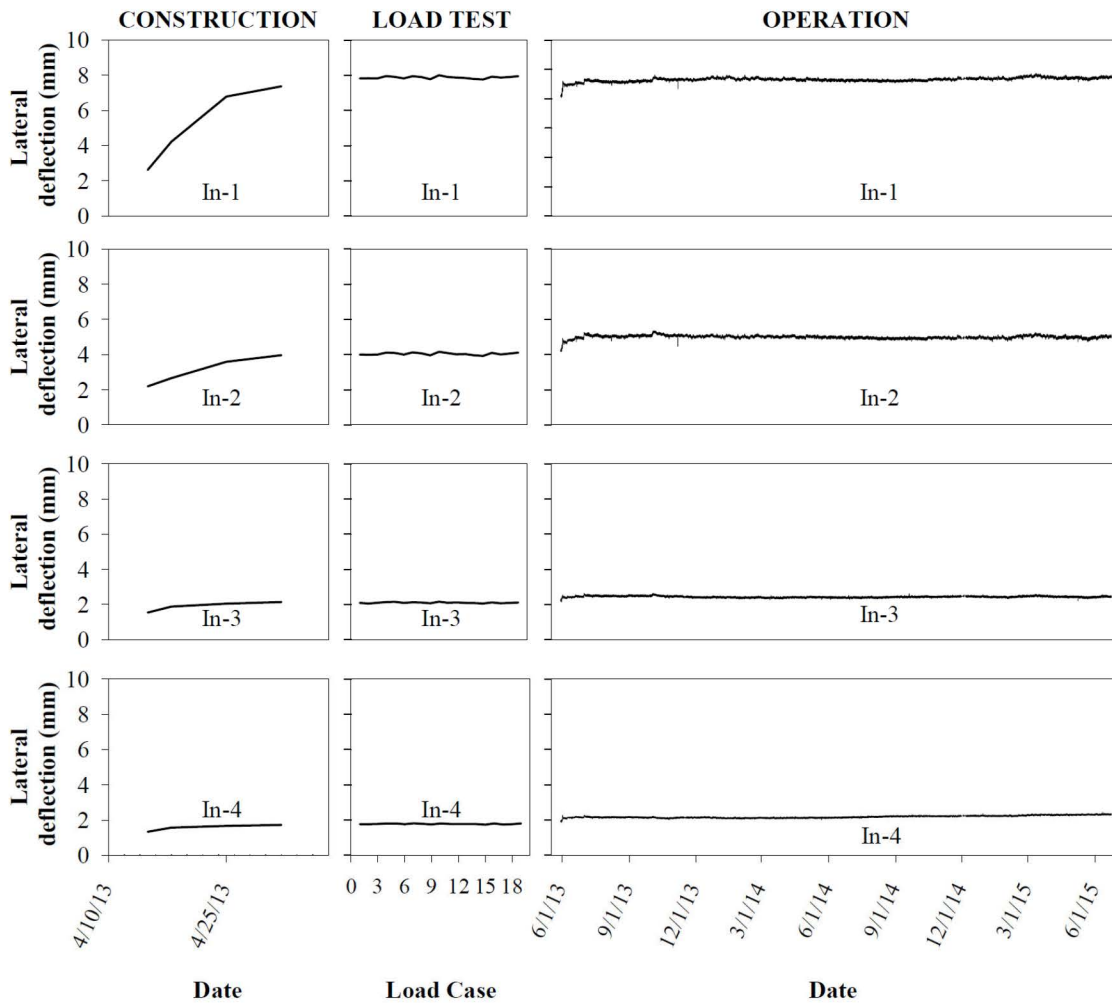 CONSTRUCTION LOAD TEST OPERATION
Lateral
deflection (mm)
10
8
6
4
2
0
In-1 In-1 In-1
Lateral
deflection (mm)
10
8
6
4
2
0
In-2 In-2 In-2
Lateral
deflection (mm)
10
8
6
4
2
0
In-3 In-3 In-3
Lateral
deflection (mm)
10
8
6
4
2
0
In-4 In-4 In-4
4/10/13 4/25/13 0 3 6 9 12 15 18 6/1/13 9/1/13 12/1/13 3/1/14 6/1/14 9/1/14 12/1/14 3/1/15 6/1/15
Date Load Case Date